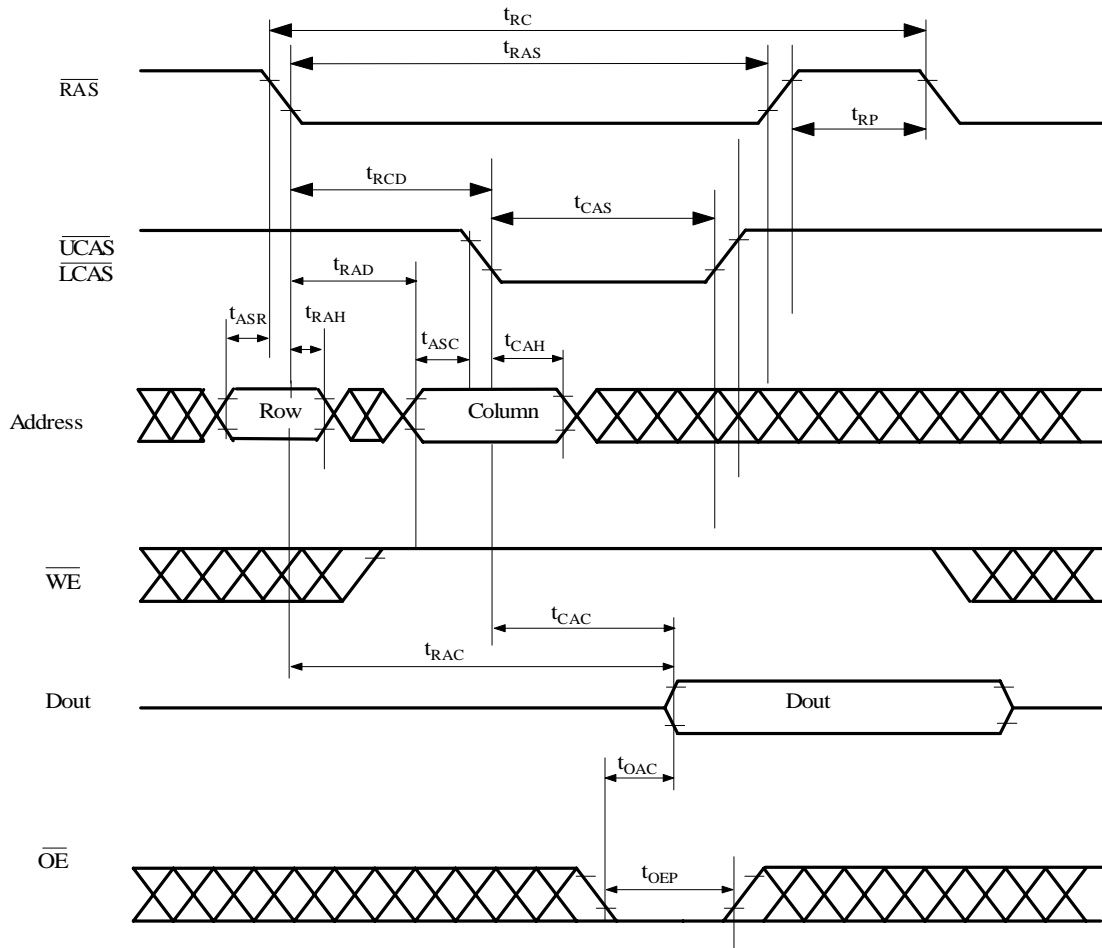 tRC
tRAS
RAS
tRP
tRCD
tCAS
UCAS
LCAS
tRAD
tASR
tRAH
tASC
tCAH
Address
Row
Column
WE
tCAC
tRAC
Dout
Dout
tOAC
OE
tOEP